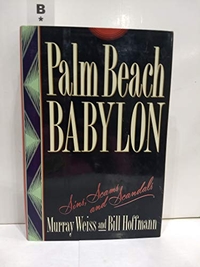 B*
Palm Beach
BABYLON
Sins, Scams,
and Scandals
Murray Weiss and Bill Hoffmann